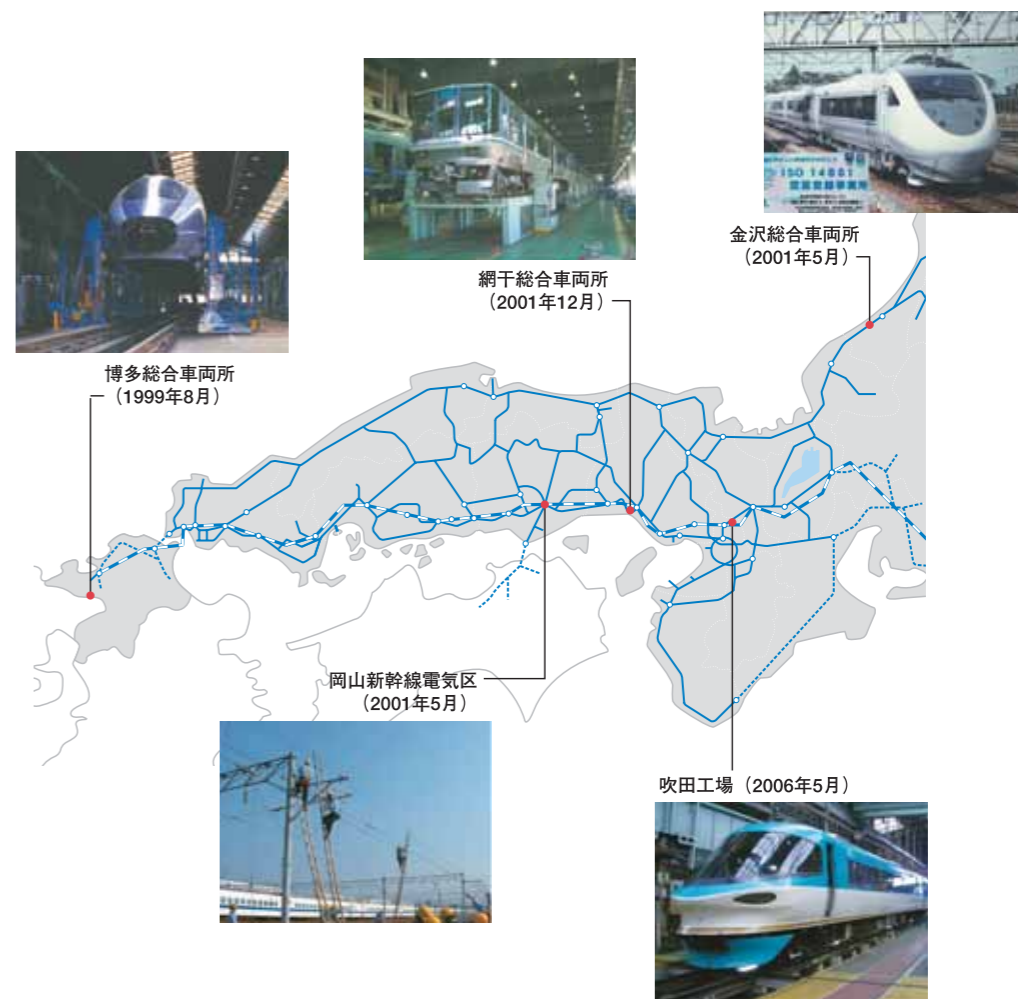 金沢総合車両所
（2001年5月）
網干総合車両所
（2001年12月）
博多総合車両所
（1999年8月）
岡山新幹線電気区
（2001年5月）
吹田工場（2006年5月）
ISO 14001